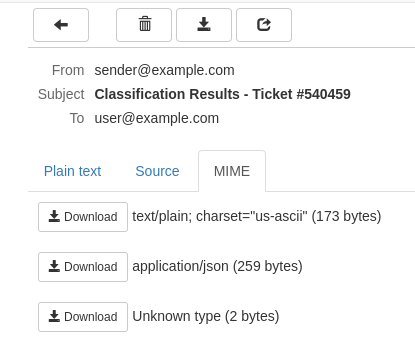 From sender@example.com
Subject Classification Results - Ticket #540459
To user@example.com
Plain text Source MIME
Download text/plain; charset="us-ascii" (173 bytes)
Download application/json (259 bytes)
Download Unknown type (2 bytes)